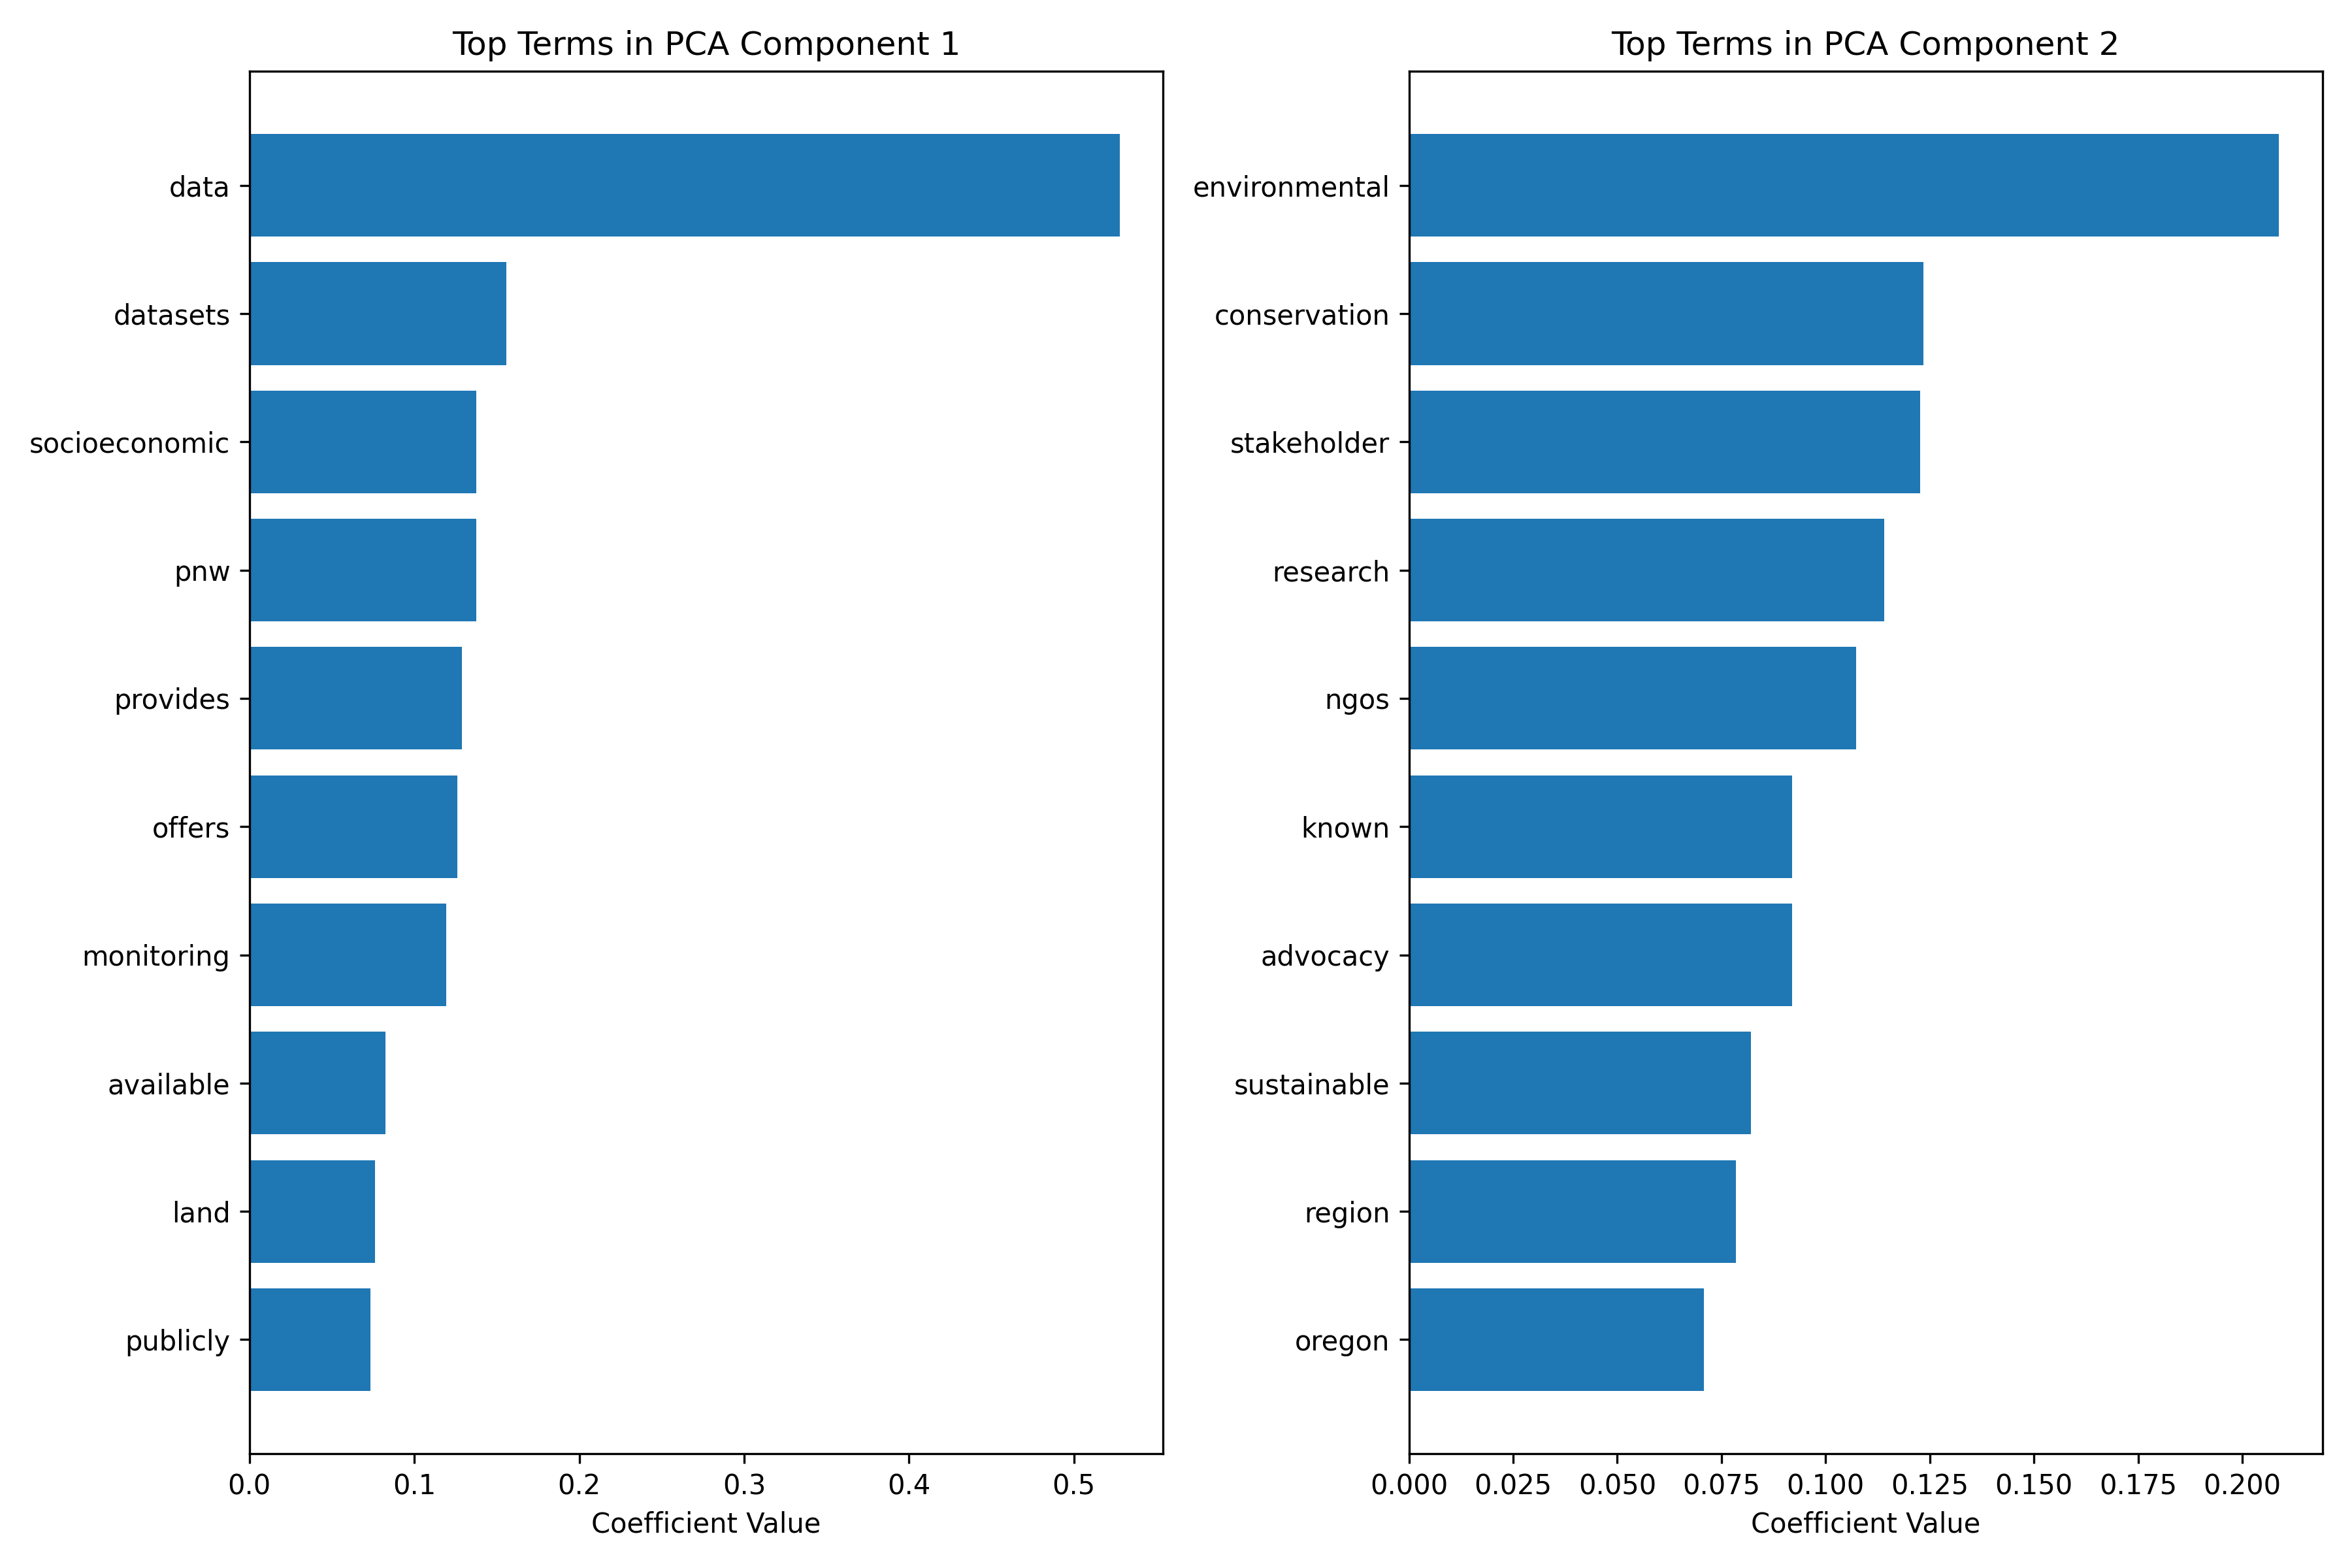 Top Terms in PCA Component 1
data
datasets
socioeconomic
pnw
provides
offers
monitoring
available
land
publicly
0.0 0.1 0.2 0.3 0.4 0.5
Coefficient Value
Top Terms in PCA Component 2
environmental
conservation
stakeholder
research
ngos
known
advocacy
sustainable
region
oregon
0.000 0.025 0.050 0.075 0.100 0.125 0.150 0.175 0.200
Coefficient Value